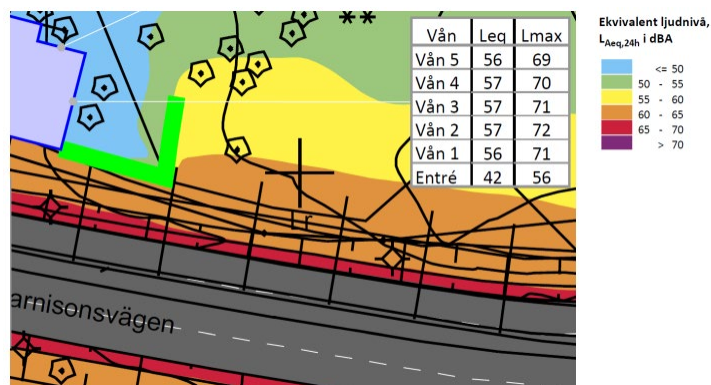 Vån Leq Lmax
Vån 5 56 69
Vån 4 57 70
Vån 3 57 71
Vån 2 57 72
Vån 1 56 71
Entré 42 56
Ekvivalent ljudnivå,
LAeq,24h i dBA
<= 50
50 - 55
55 - 60
60 - 65
65 - 70
> 70
Lr
arnisonsvägen